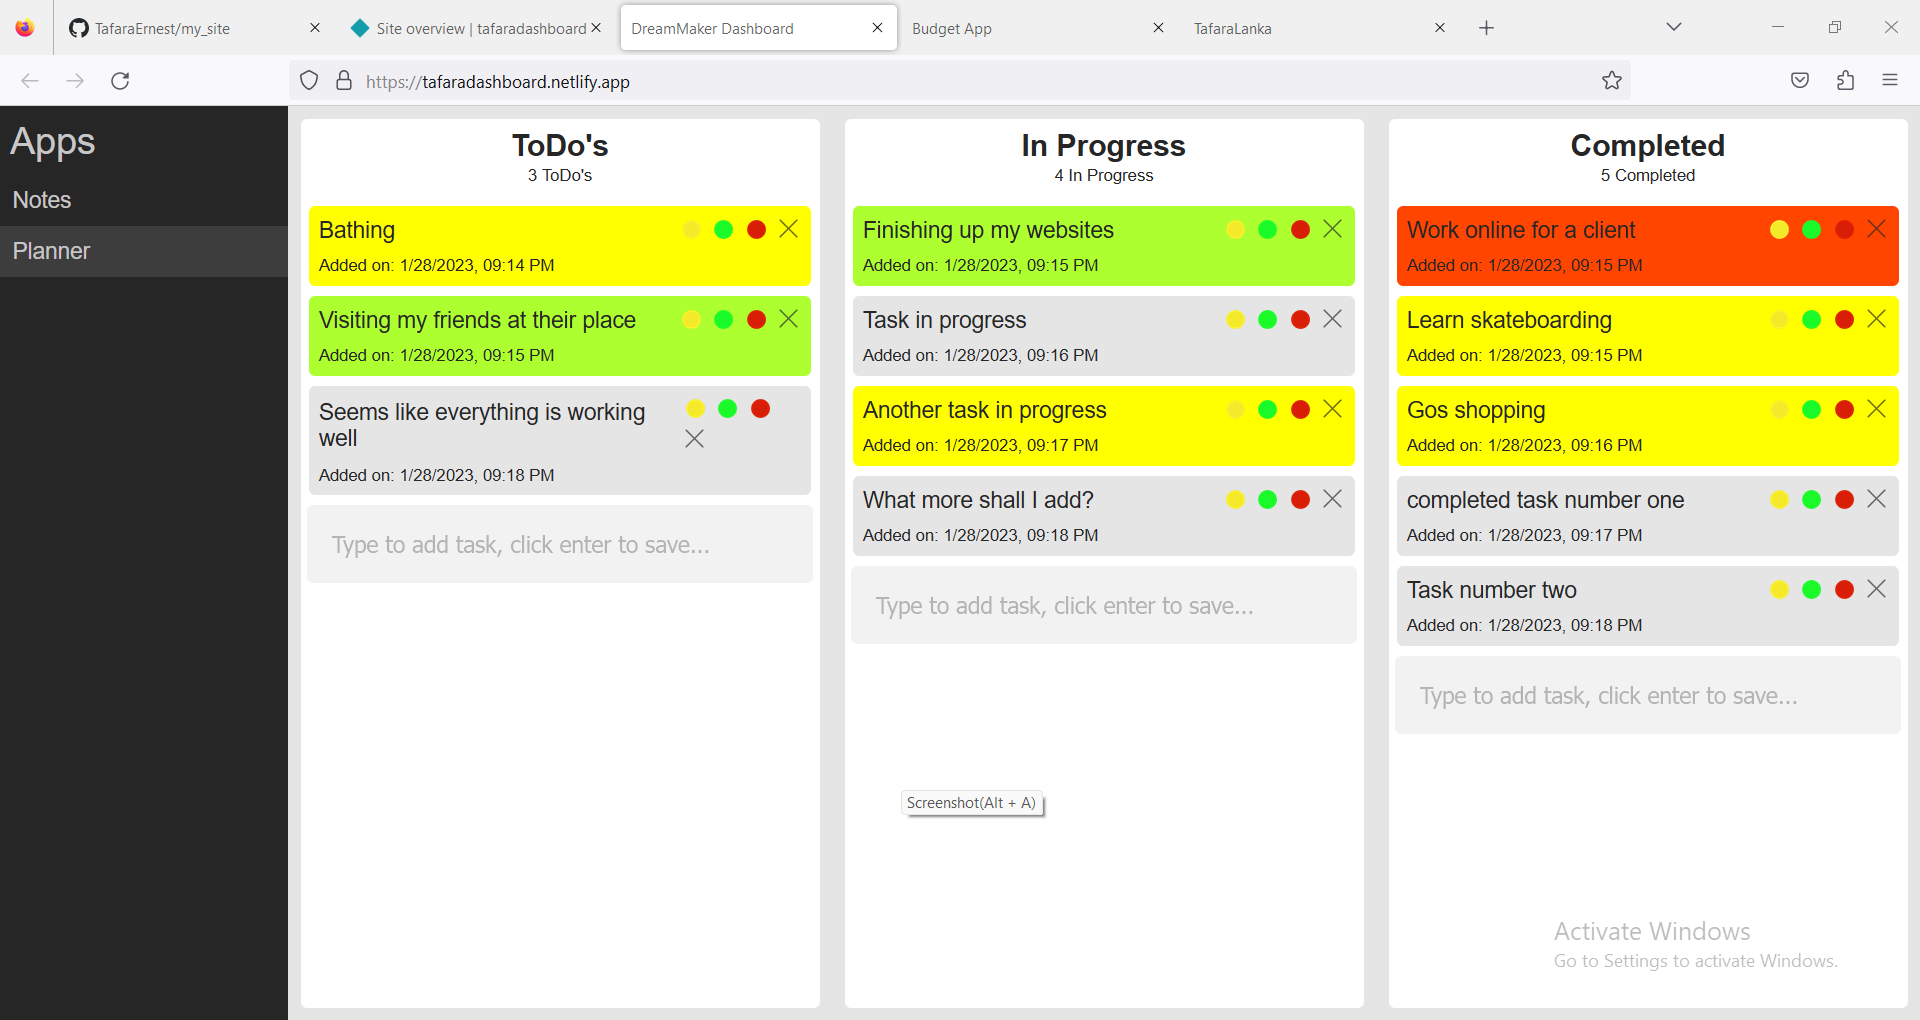 TafaraErnest/my_site
Site overview | tafaradashboard
DreamMaker Dashboard
Budget App
TafaraLanka
https://tafaradashboard.netlify.app
Apps
Notes
Planner
ToDo's
3 ToDo's
Bathing
Added on: 1/28/2023, 09:14 PM
Visiting my friends at their place
Added on: 1/28/2023, 09:15 PM
Seems like everything is working
well
Added on: 1/28/2023, 09:18 PM
Type to add task, click enter to save...
In Progress
4 In Progress
Finishing up my websites
Added on: 1/28/2023, 09:15 PM
Task in progress
Added on: 1/28/2023, 09:16 PM
Another task in progress
Added on: 1/28/2023, 09:17 PM
What more shall I add?
Added on: 1/28/2023, 09:18 PM
Type to add task, click enter to save...
Screenshot(Alt + A)
Completed
5 Completed
Work online for a client
Added on: 1/28/2023, 09:15 PM
Learn skateboarding
Added on: 1/28/2023, 09:15 PM
Gos shopping
Added on: 1/28/2023, 09:16 PM
completed task number one
Added on: 1/28/2023, 09:17 PM
Task number two
Added on: 1/28/2023, 09:18 PM
Type to add task, click enter to save...
Activate Windows
Go to Settings to activate Windows.